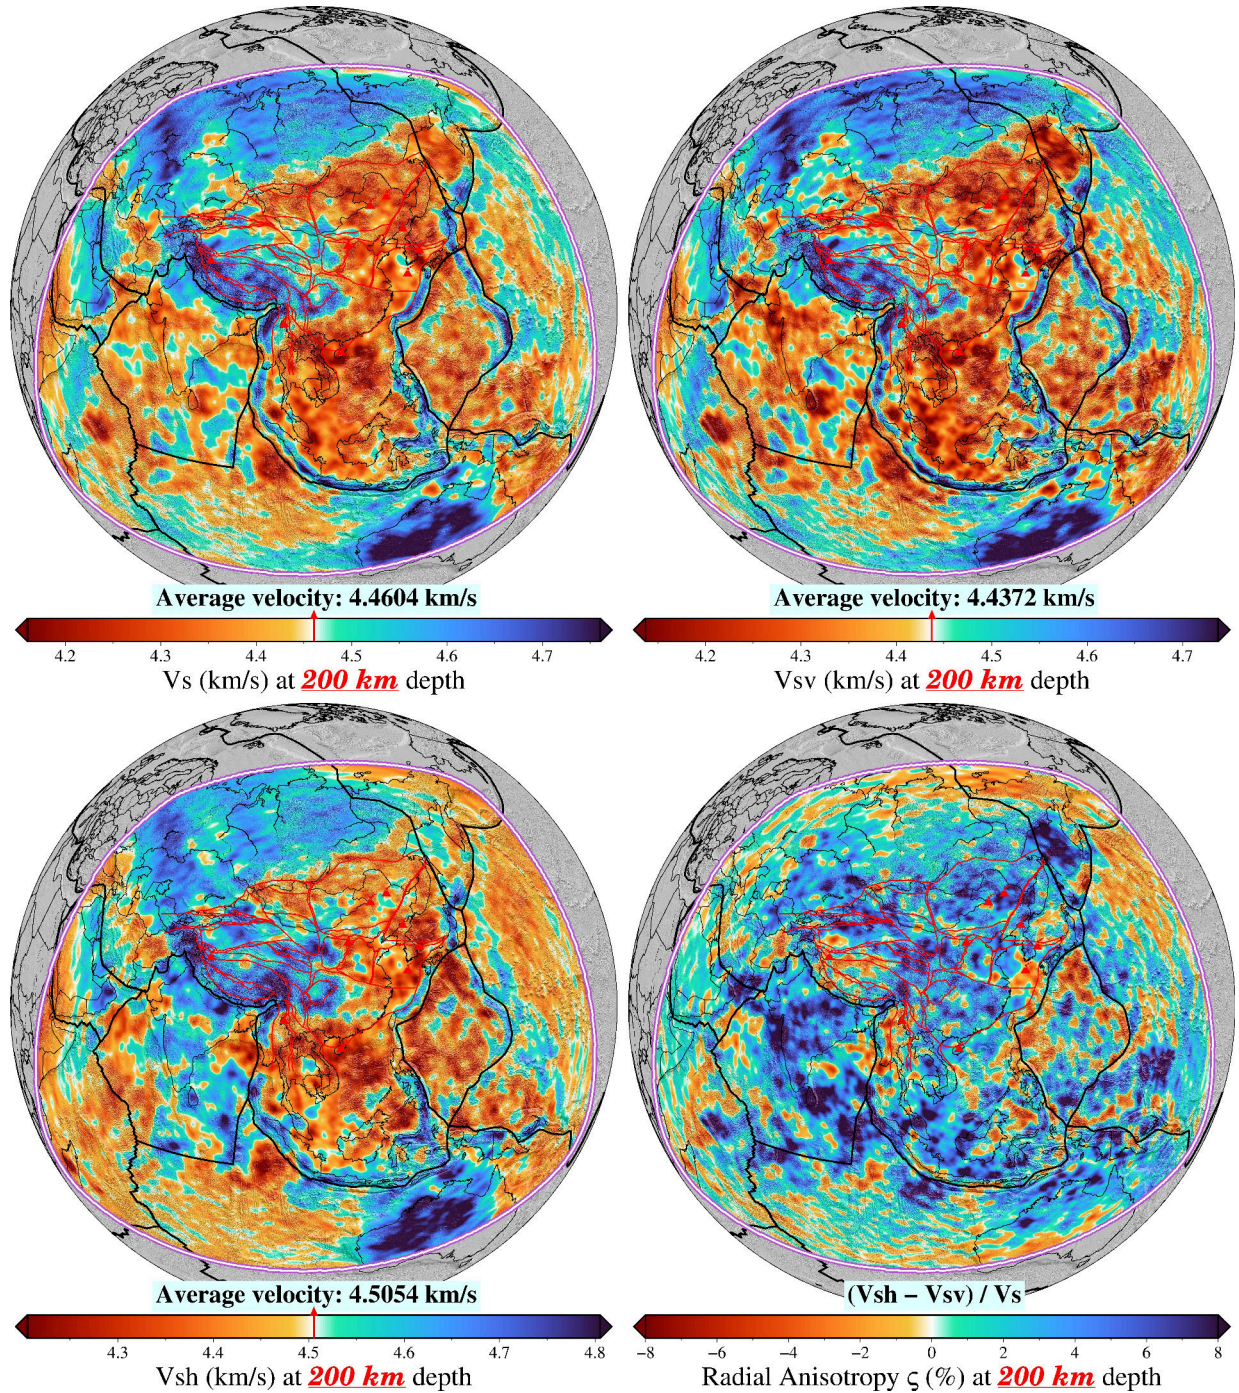 Average velocity: 4.4604 km/s
4.2 4.3 4.4 4.5 4.6 4.7
Vs (km/s) at 200 km depth
Average velocity: 4.4372 km/s
4.2 4.3 4.4 4.5 4.6 4.7
Vsv (km/s) at 200 km depth
Average velocity: 4.5054 km/s
4.3 4.4 4.5 4.6 4.7 4.8
Vsh (km/s) at 200 km depth
(Vsh − Vsv) / Vs
−8 −6 −4 −2 0 2 4 6 8
Radial Anisotropy ς (%) at 200 km depth